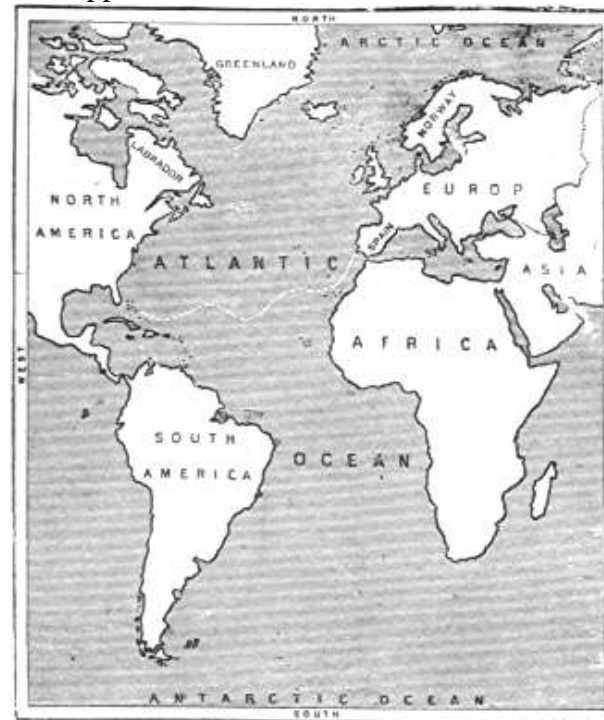 NORTH
ARCTIC OCEAN
GREENLAND
NORWAY
LABRADOR
EUROP
NORTH
AMERICA
SPAIN
ATLANTIC
ASIA
AFRICA
WEST
SOUTH
AMERICA
OCEAN
ANTARCTIC OCEAN
SOUTH